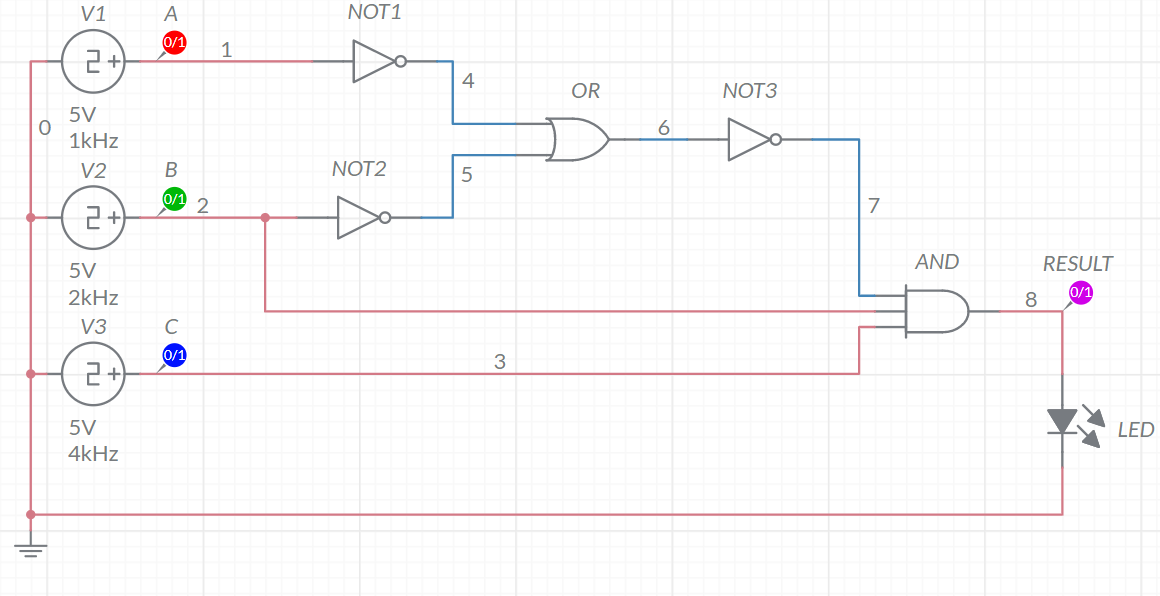 V1
A
0/1
1
NOT1
5V
1kHz
0
4
OR
NOT3
6
V2
B
0/1
2
NOT2
5
5V
2kHz
7
AND
RESULT
0/1
8
V3
C
0/1
3
5V
4kHz
LED